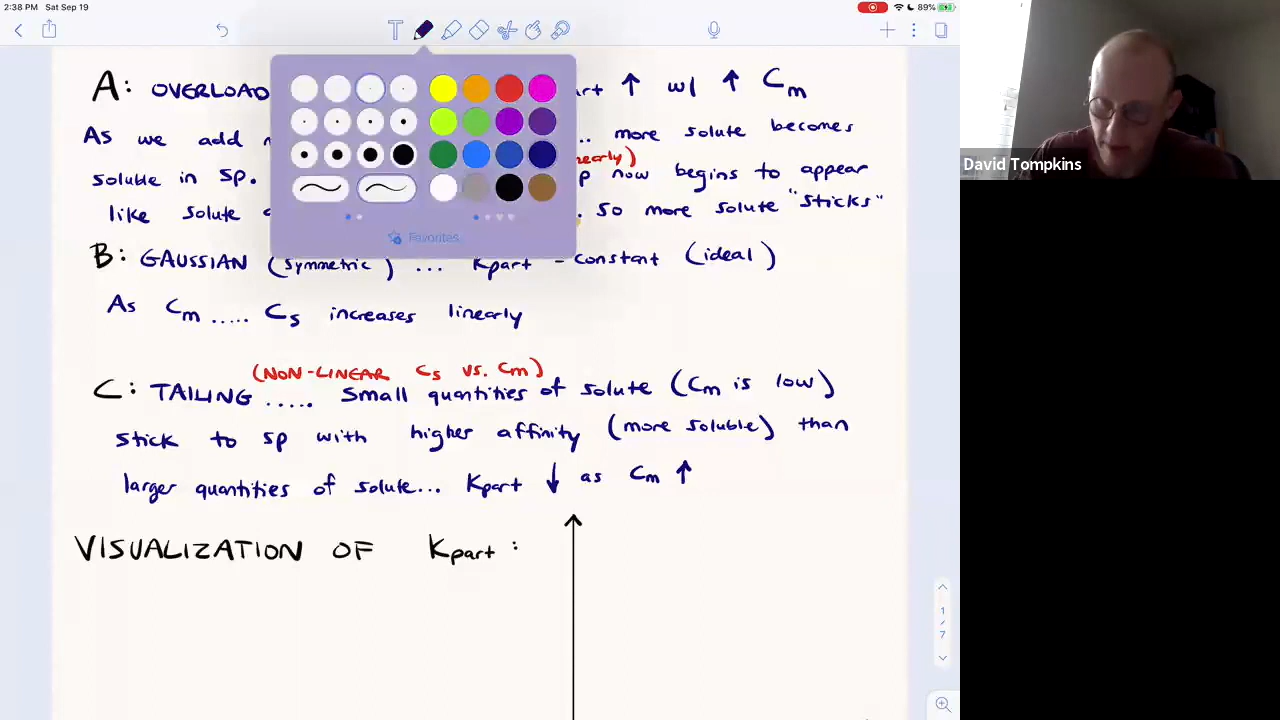 2:38 PM Sat Sep 19
89%
T
A: OVERLOAD ↑ w/ ↑ Cm
As we add .. more solute becomes
soluble in sp. now begins to appear
like solute . So more solute "sticks"
B: GAUSSIAN (symmetric) ... Kpart - constant (ideal)
As Cm ..... Cs increases linearly
(NON-LINEAR Cs vs. Cm)
C: TAILING ..... Small quantities of solute (Cm is low)
stick to sp with higher affinity (more soluble) than
larger quantities of solute... Kpart ↓ as Cm ↑
VISUALIZATION OF Kpart :
Favorites
1
/
7
David Tompkins